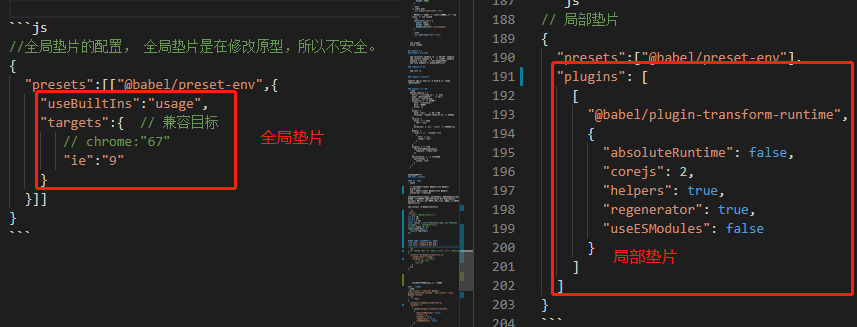 ```js
//全局垫片的配置, 全局垫片是在修改原型,所以不安全。
{
"presets":[["@babel/preset-env",{
"useBuiltIns":"usage",
"targets":{ // 兼容目标
// chrome:"67"
"ie":"9"
}
}]]
}
```
全局垫片
187 js
188 // 局部垫片
189 {
190 "presets":["@babel/preset-env"],
191 "plugins": [
192 [
193 "@babel/plugin-transform-runtime",
194 {
195 "absoluteRuntime": false,
196 "corejs": 2,
197 "helpers": true,
198 "regenerator": true,
199 "useESModules": false
200 }
201 ]
202 ]
203 }
204 ```
局部垫片